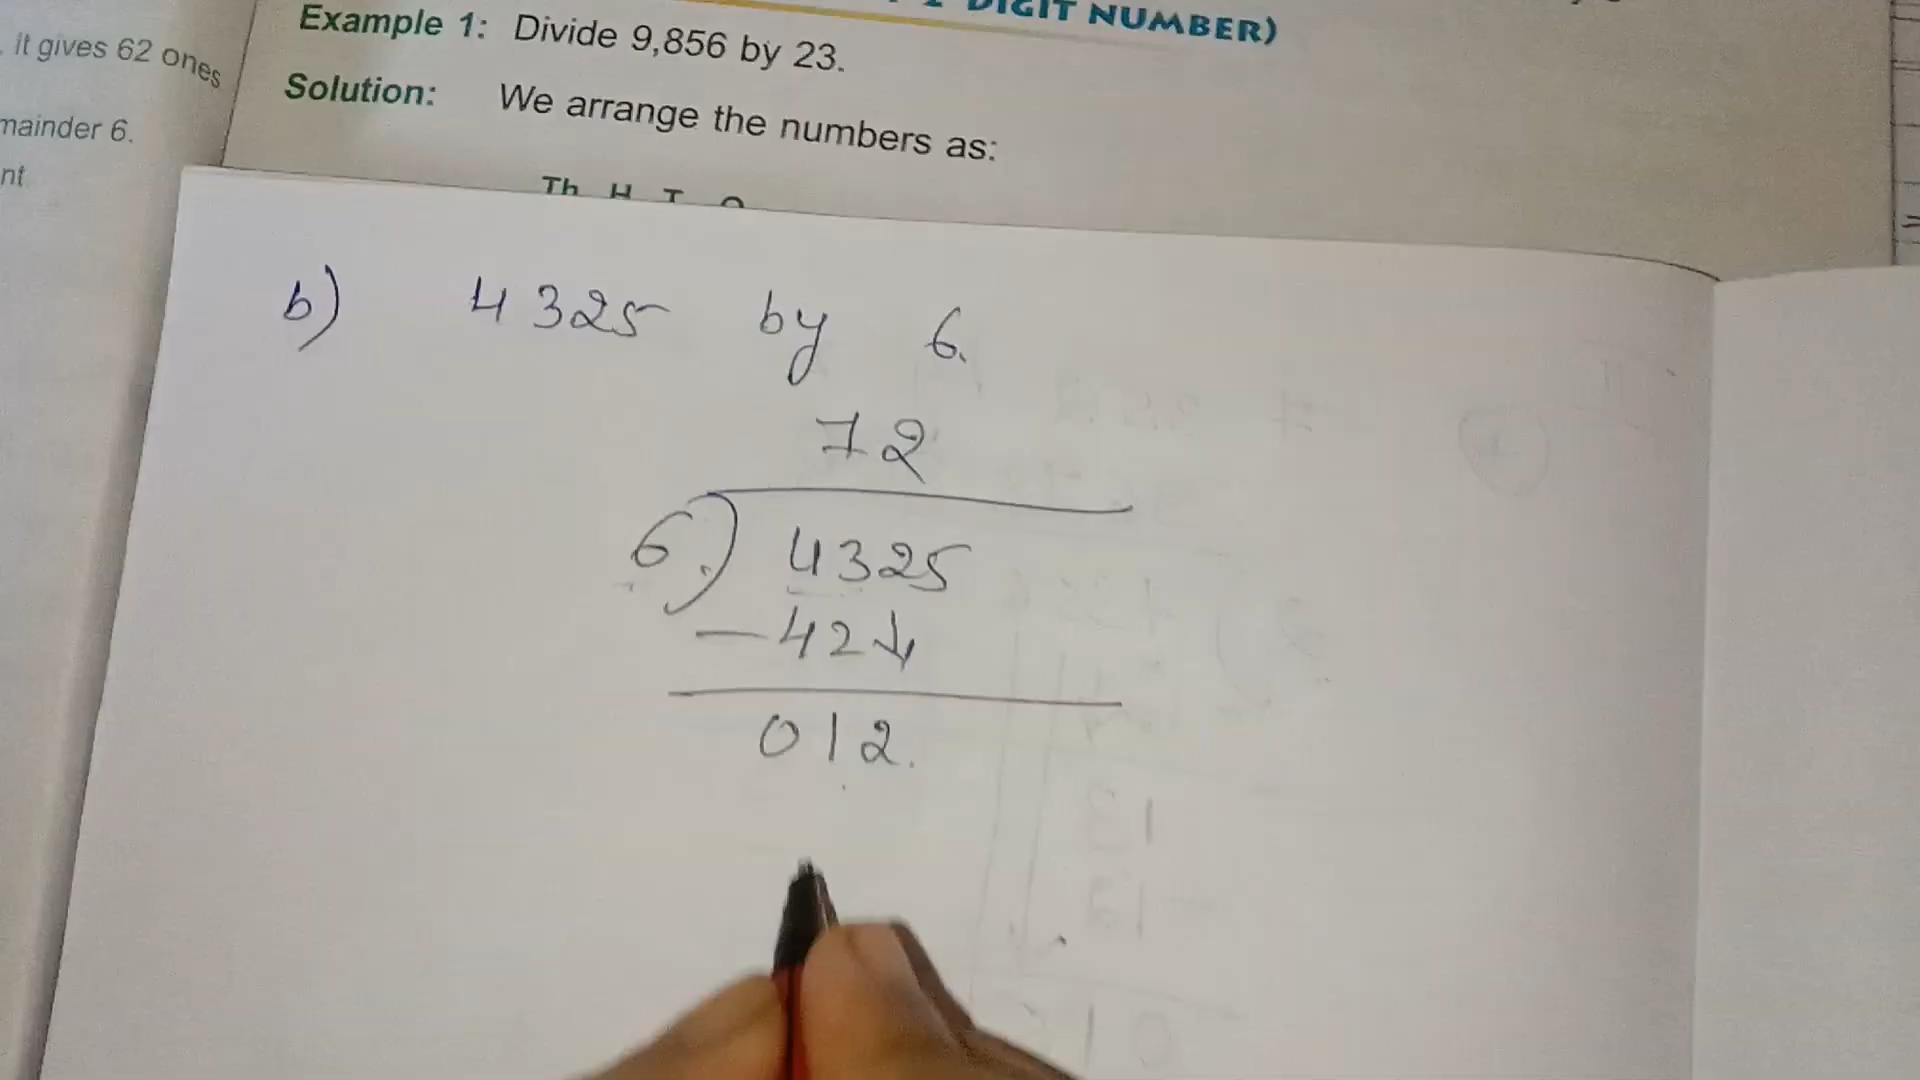 DIGIT NUMBER)
it gives 62 ones
Example 1: Divide 9,856 by 23.
mainder 6.
Solution: We arrange the numbers as:
nt
Th H T O
b) 4325 by 6.
72
6) 4325
- 42
012.